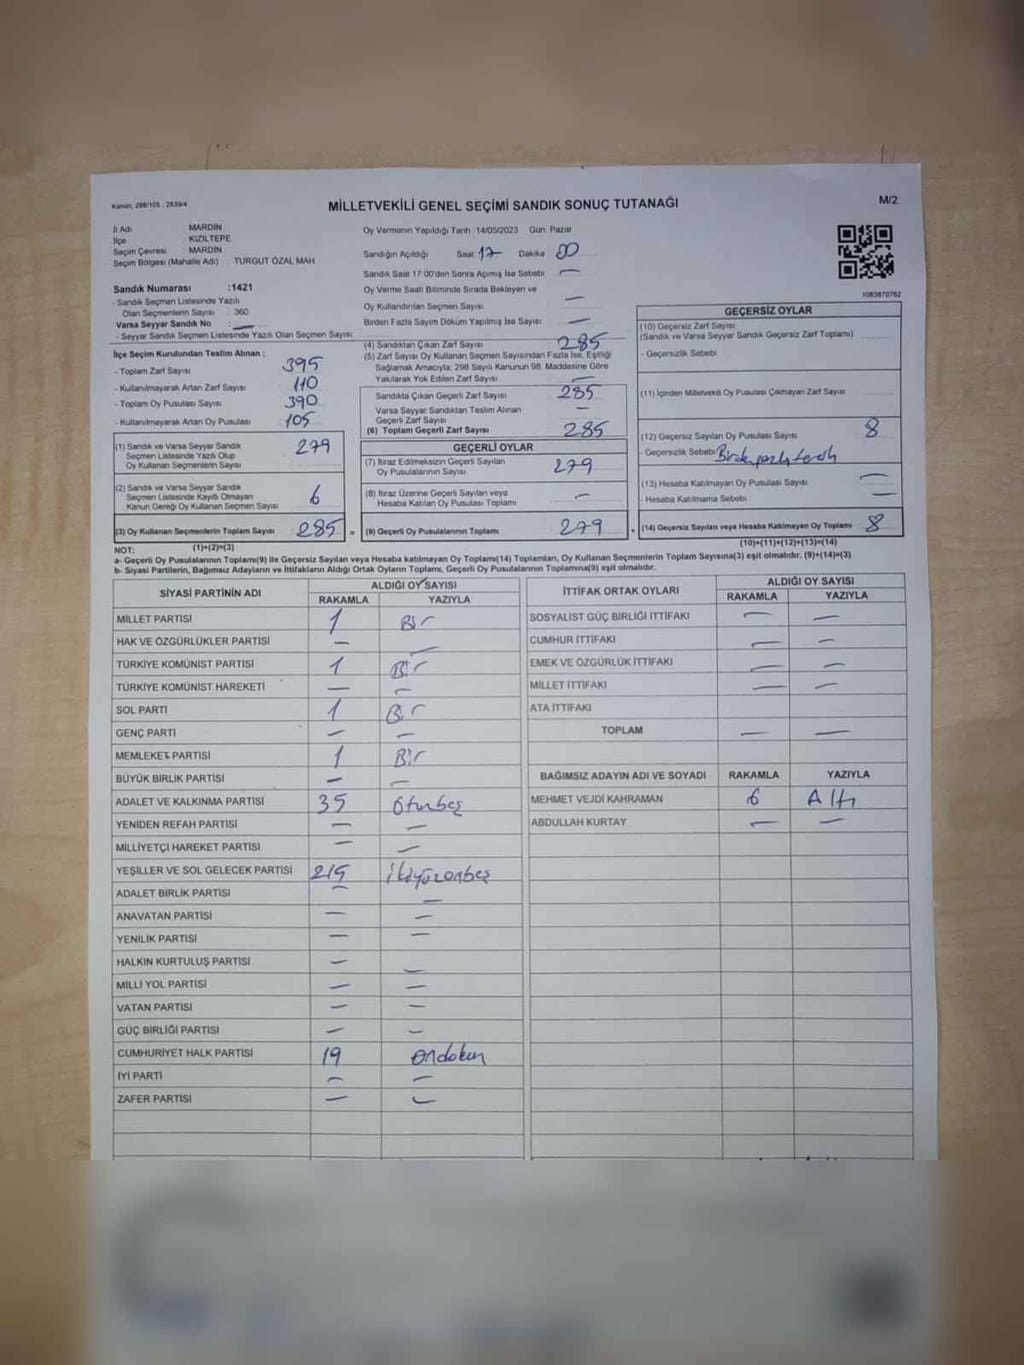 Kanun, 298/105 ; 2839/4
MİLLETVEKİLİ GENEL SEÇİMİ SANDIK SONUÇ TUTANAĞI
M/2
İl Adı MARDİN
İlçe KIZILTEPE
Seçim Çevresi MARDİN
Seçim Bölgesi (Mahalle Adı) : TURGUT ÖZAL MAH.
Oy Vermenin Yapıldığı Tarih :14/05/2023 Gün. Pazar
Sandığın Açıldığı Saat 17 Dakika 00
Sandık Saat 17:00'den Sonra Açılmış İse Sebebi —
Oy Verme Saati Bitiminde Sırada Bekleyen ve
Oy Kullandırılan Seçmen Sayısı —
Birden Fazla Sayım Döküm Yapılmış İse Sayısı —
Sandık Numarası :1421
- Sandık Seçmen Listesinde Yazılı
Olan Seçmenlerin Sayısı : 360
Varsa Seyyar Sandık No : —
- Seyyar Sandık Seçmen Listesinde Yazılı Olan Seçmen Sayısı:
İlçe Seçim Kurulundan Teslim Alınan ;
- Toplam Zarf Sayısı 395
- Kullanılmayarak Artan Zarf Sayısı 110
- Toplam Oy Pusulası Sayısı 390
- Kullanılmayarak Artan Oy Pusulası 105
(1) Sandık ve Varsa Seyyar Sandık
Seçmen Listesinde Yazılı Olup
Oy Kullanan Seçmenlerin Sayısı 279
(2) Sandık ve Varsa Seyyar Sandık
Seçmen Listesinde Kayıtlı Olmayan
Kanun Gereği Oy Kullanan Seçmen Sayısı 6
(3) Oy Kullanan Seçmenlerin Toplam Sayısı 285
(1)+(2)=(3)
(4) Sandıktan Çıkan Zarf Sayısı 285
(5) Zarf Sayısı Oy Kullanan Seçmen Sayısından Fazla İse, Eşitliği
Sağlamak Amacıyla, 298 Sayılı Kanunun 98. Maddesine Göre
Yakılarak Yok Edilen Zarf Sayısı —
Sandıkta Çıkan Geçerli Zarf Sayısı 285
Varsa Seyyar Sandıktan Teslim Alınan
Geçerli Zarf Sayısı —
(6) Toplam Geçerli Zarf Sayısı 285
GEÇERLİ OYLAR
(7) İtiraz Edilmeksizin Geçerli Sayılan
Oy Pusulalarının Sayısı 279
(8) İtiraz Üzerine Geçerli Sayılan veya
Hesaba Katılan Oy Pusulası Toplamı —
= (9) Geçerli Oy Pusulalarının Toplamı 279
1083870762
GEÇERSİZ OYLAR
(10) Geçersiz Zarf Sayısı
(Sandık ve Varsa Seyyar Sandık Geçersiz Zarf Toplamı)
- Geçersizlik Sebebi
(11) İçinden Milletvekili Oy Pusulası Çıkmayan Zarf Sayısı
(12) Geçersiz Sayılan Oy Pusulası Sayısı 8
- Geçersizlik Sebebi
(13) Hesaba Katılmayan Oy Pusulası Sayısı —
- Hesaba Katılmama Sebebi —
+ (14) Geçersiz Sayılan veya Hesaba Katılmayan Oy Toplamı 8
(10)+(11)+(12)+(13)=(14)
NOT:
a- Geçerli Oy Pusulalarının Toplamı(9) ile Geçersiz Sayılan veya Hesaba katılmayan Oy Toplamı(14) Toplamları, Oy Kullanan Seçmenlerin Toplam Sayısına(3) eşit olmalıdır. (9)+(14)=(3)
b- Siyasi Partilerin, Bağımsız Adayların ve İttifakların Aldığı Ortak Oyların Toplamı, Geçerli Oy Pusulalarının Toplamına(9) eşit olmalıdır.
SİYASİ PARTİNİN ADI ALDIĞI OY SAYISI
RAKAMLA YAZIYLA
MİLLET PARTİSİ 1 Bir
HAK VE ÖZGÜRLÜKLER PARTİSİ — —
TÜRKİYE KOMÜNİST PARTİSİ 1 Bir
TÜRKİYE KOMÜNİST HAREKETİ — —
SOL PARTİ 1 Bir
GENÇ PARTİ — —
MEMLEKET PARTİSİ 1 Bir
BÜYÜK BİRLİK PARTİSİ — —
ADALET VE KALKINMA PARTİSİ 35 Otuzbeş
YENİDEN REFAH PARTİSİ — —
MİLLİYETÇİ HAREKET PARTİSİ — —
YEŞİLLER VE SOL GELECEK PARTİSİ 215 İkiyüzonbeş
ADALET BİRLİK PARTİSİ — —
ANAVATAN PARTİSİ — —
YENİLİK PARTİSİ — —
HALKIN KURTULUŞ PARTİSİ — —
MİLLİ YOL PARTİSİ — —
VATAN PARTİSİ — —
GÜÇ BİRLİĞİ PARTİSİ — —
CUMHURİYET HALK PARTİSİ 19 Ondokuz
İYİ PARTİ — —
ZAFER PARTİSİ — —
İTTİFAK ORTAK OYLARI ALDIĞI OY SAYISI
RAKAMLA YAZIYLA
SOSYALİST GÜÇ BİRLİĞİ İTTİFAKI — —
CUMHUR İTTİFAKI — —
EMEK VE ÖZGÜRLÜK İTTİFAKI — —
MİLLET İTTİFAKI — —
ATA İTTİFAKI
TOPLAM — —
BAĞIMSIZ ADAYIN ADI VE SOYADI RAKAMLA YAZIYLA
MEHMET VEJDİ KAHRAMAN 6 Altı
ABDULLAH KURTAY — —